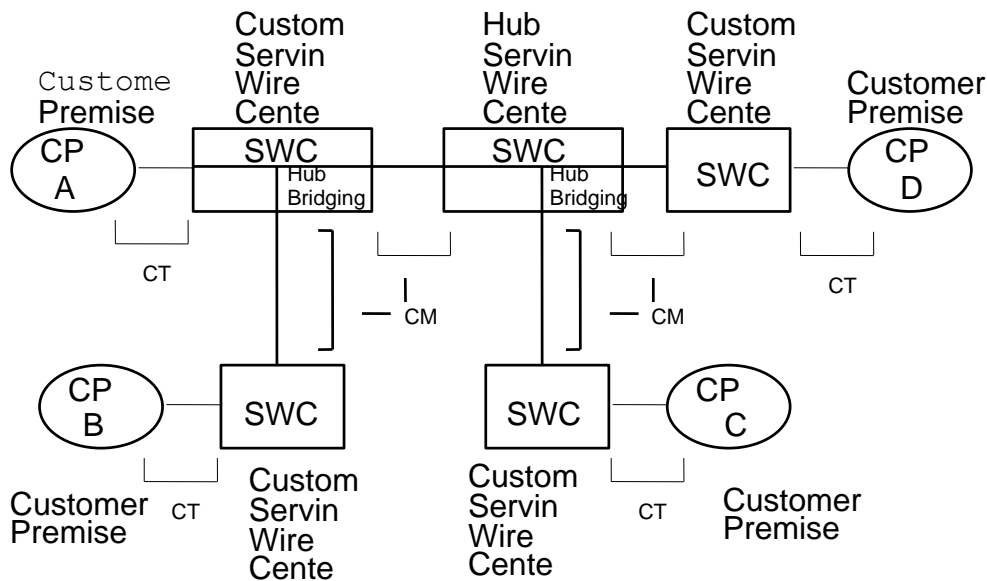 Custom
Servin
Wire
Cente
Hub
Servin
Wire
Cente
Custom
Servin
Wire
Cente
Custome
Premise
Customer
Premise
CP
A
SWC
Hub
Bridging
SWC
Hub
Bridging
SWC
CP
D
CT
CM
CM
CT
CP
B
SWC
SWC
CP
C
Customer
Premise
CT
Custom
Servin
Wire
Cente
Custom
Servin
Wire
Cente
CT
Customer
Premise